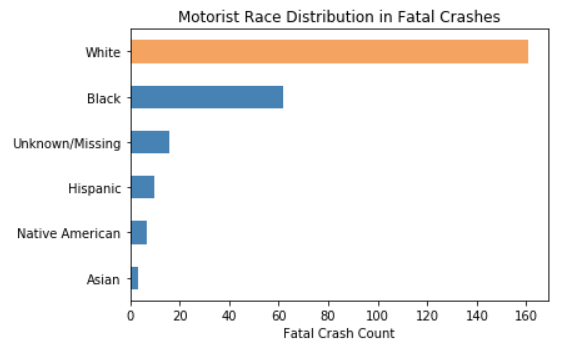 Motorist Race Distribution in Fatal Crashes
White
Black
Unknown/Missing
Hispanic
Native American
Asian
0 20 40 60 80 100 120 140 160
Fatal Crash Count